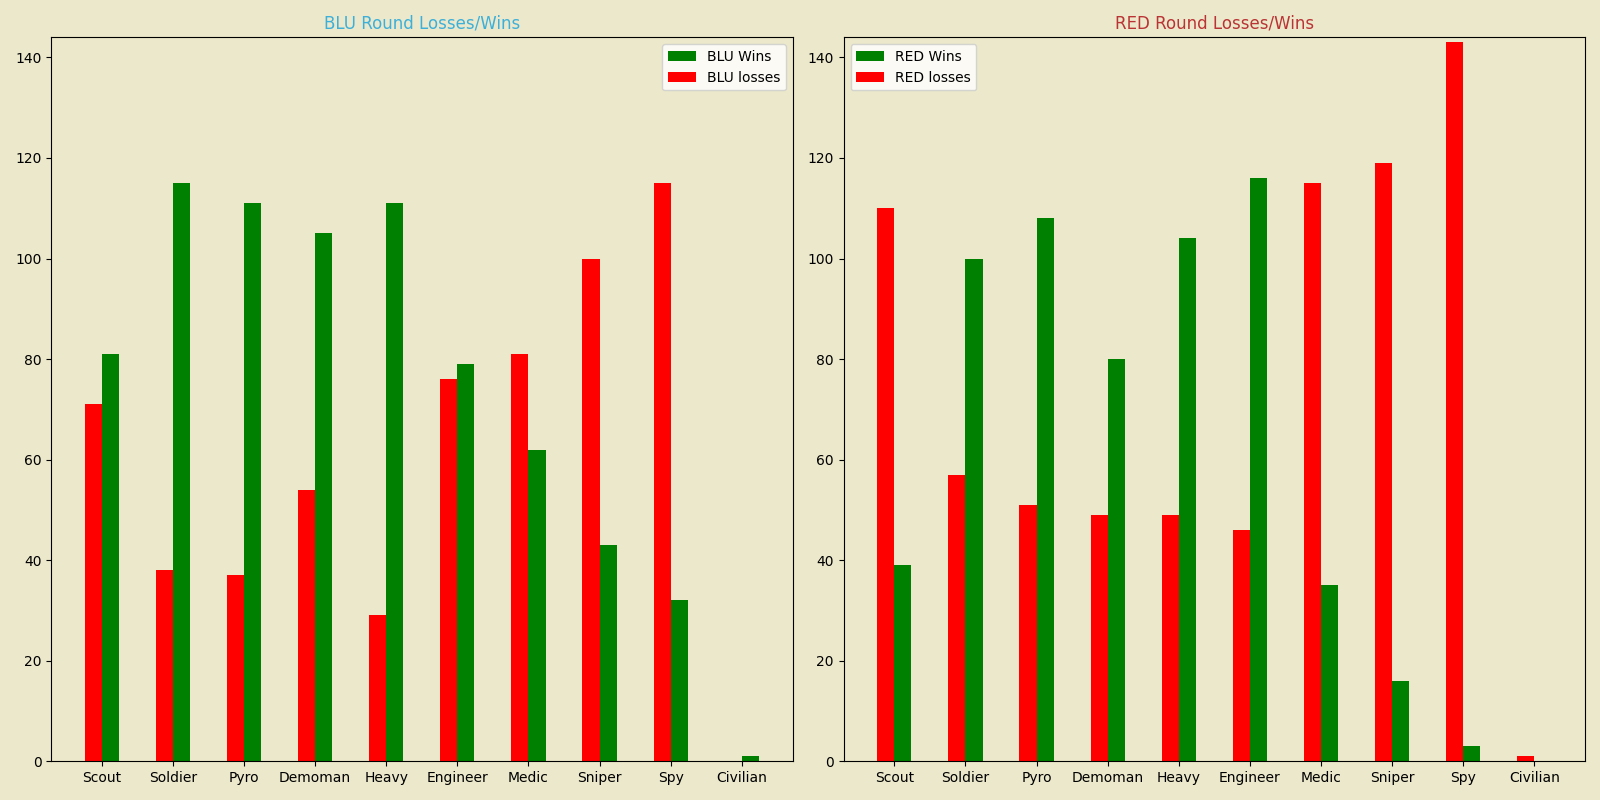 BLU Round Losses/Wins
140
120
100
80
60
40
20
0
BLU Wins
BLU losses
Scout Soldier Pyro Demoman Heavy Engineer Medic Sniper Spy Civilian
RED Round Losses/Wins
140
120
100
80
60
40
20
0
RED Wins
RED losses
Scout Soldier Pyro Demoman Heavy Engineer Medic Sniper Spy Civilian